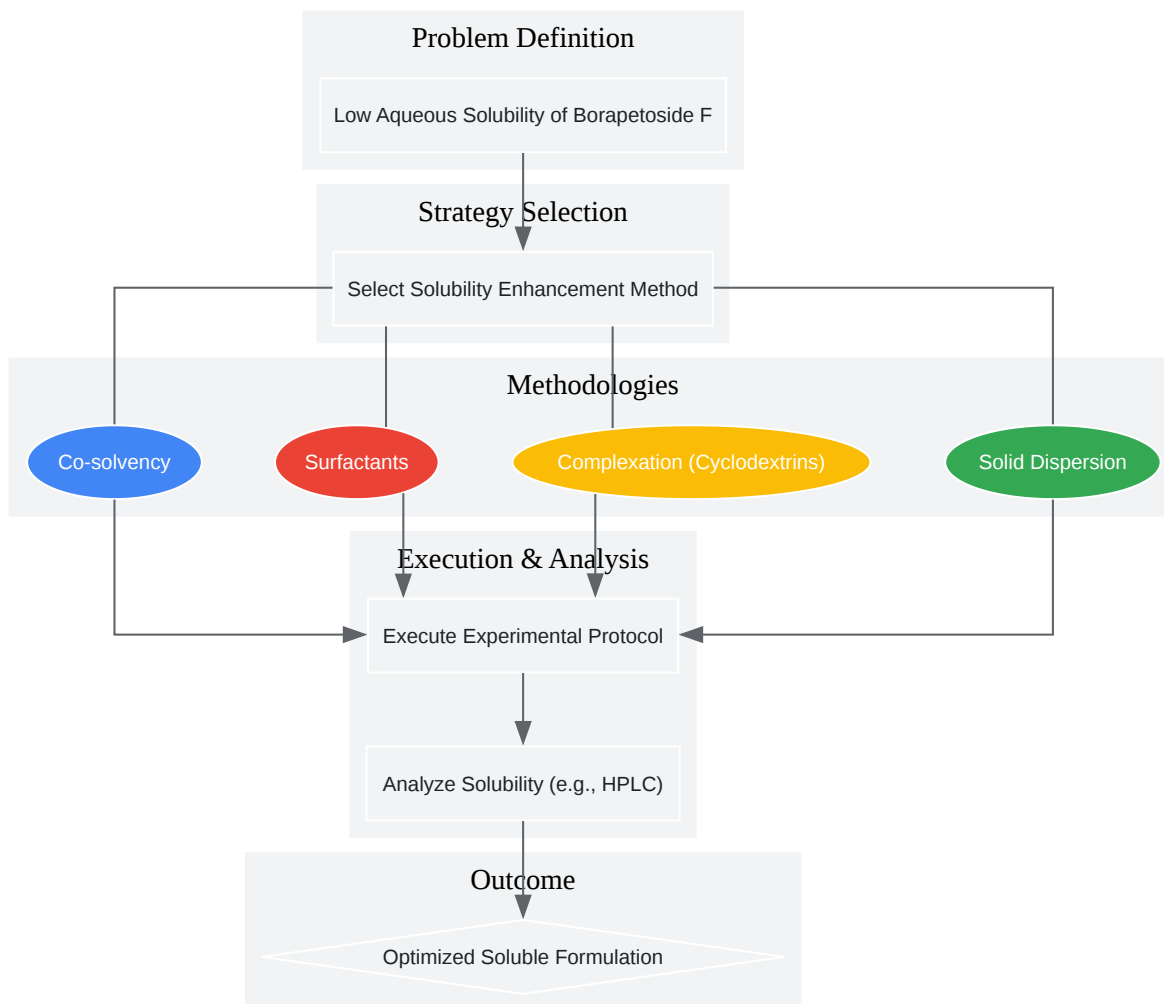 Problem Definition
Low Aqueous Solubility of Borapetoside F
Strategy Selection
Select Solubility Enhancement Method
Methodologies
Co-solvency
Surfactants
Complexation (Cyclodextrins)
Solid Dispersion
Execution & Analysis
Execute Experimental Protocol
Analyze Solubility (e.g., HPLC)
Outcome
Optimized Soluble Formulation